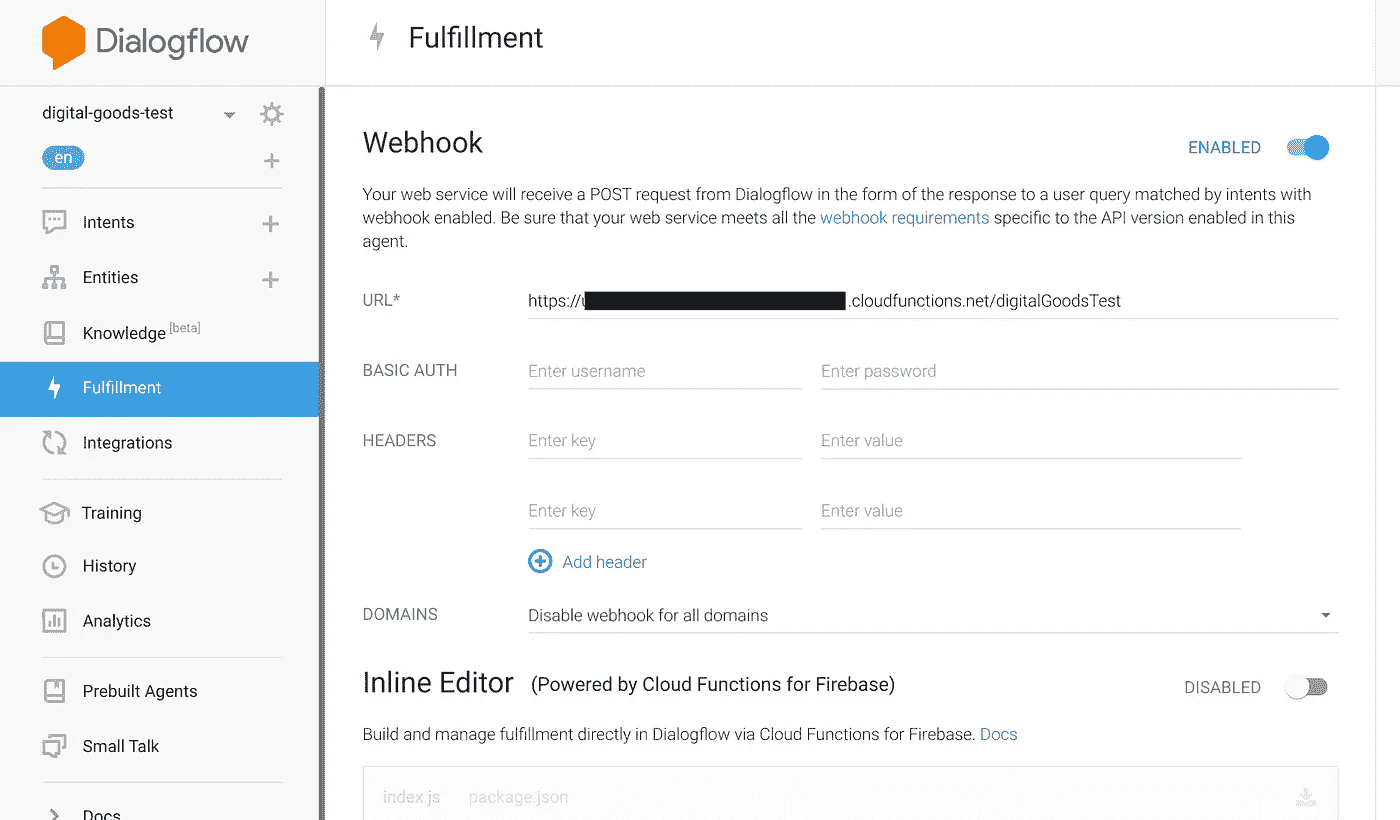 Dialogflow
Fulfillment
digital-goods-test
en
Intents
Entities
Knowledge [beta]
Fulfillment
Integrations
Training
History
Analytics
Prebuilt Agents
Small Talk
Docs
Webhook
ENABLED
Your web service will receive a POST request from Dialogflow in the form of the response to a user query matched by intents with
webhook enabled. Be sure that your web service meets all the webhook requirements specific to the API version enabled in this
agent.
URL* https:// .cloudfunctions.net/digitalGoodsTest
BASIC AUTH Enter username Enter password
HEADERS Enter key Enter value
Enter key Enter value
Add header
DOMAINS Disable webhook for all domains
Inline Editor (Powered by Cloud Functions for Firebase) DISABLED
Build and manage fulfillment directly in Dialogflow via Cloud Functions for Firebase. Docs
index.js package.json